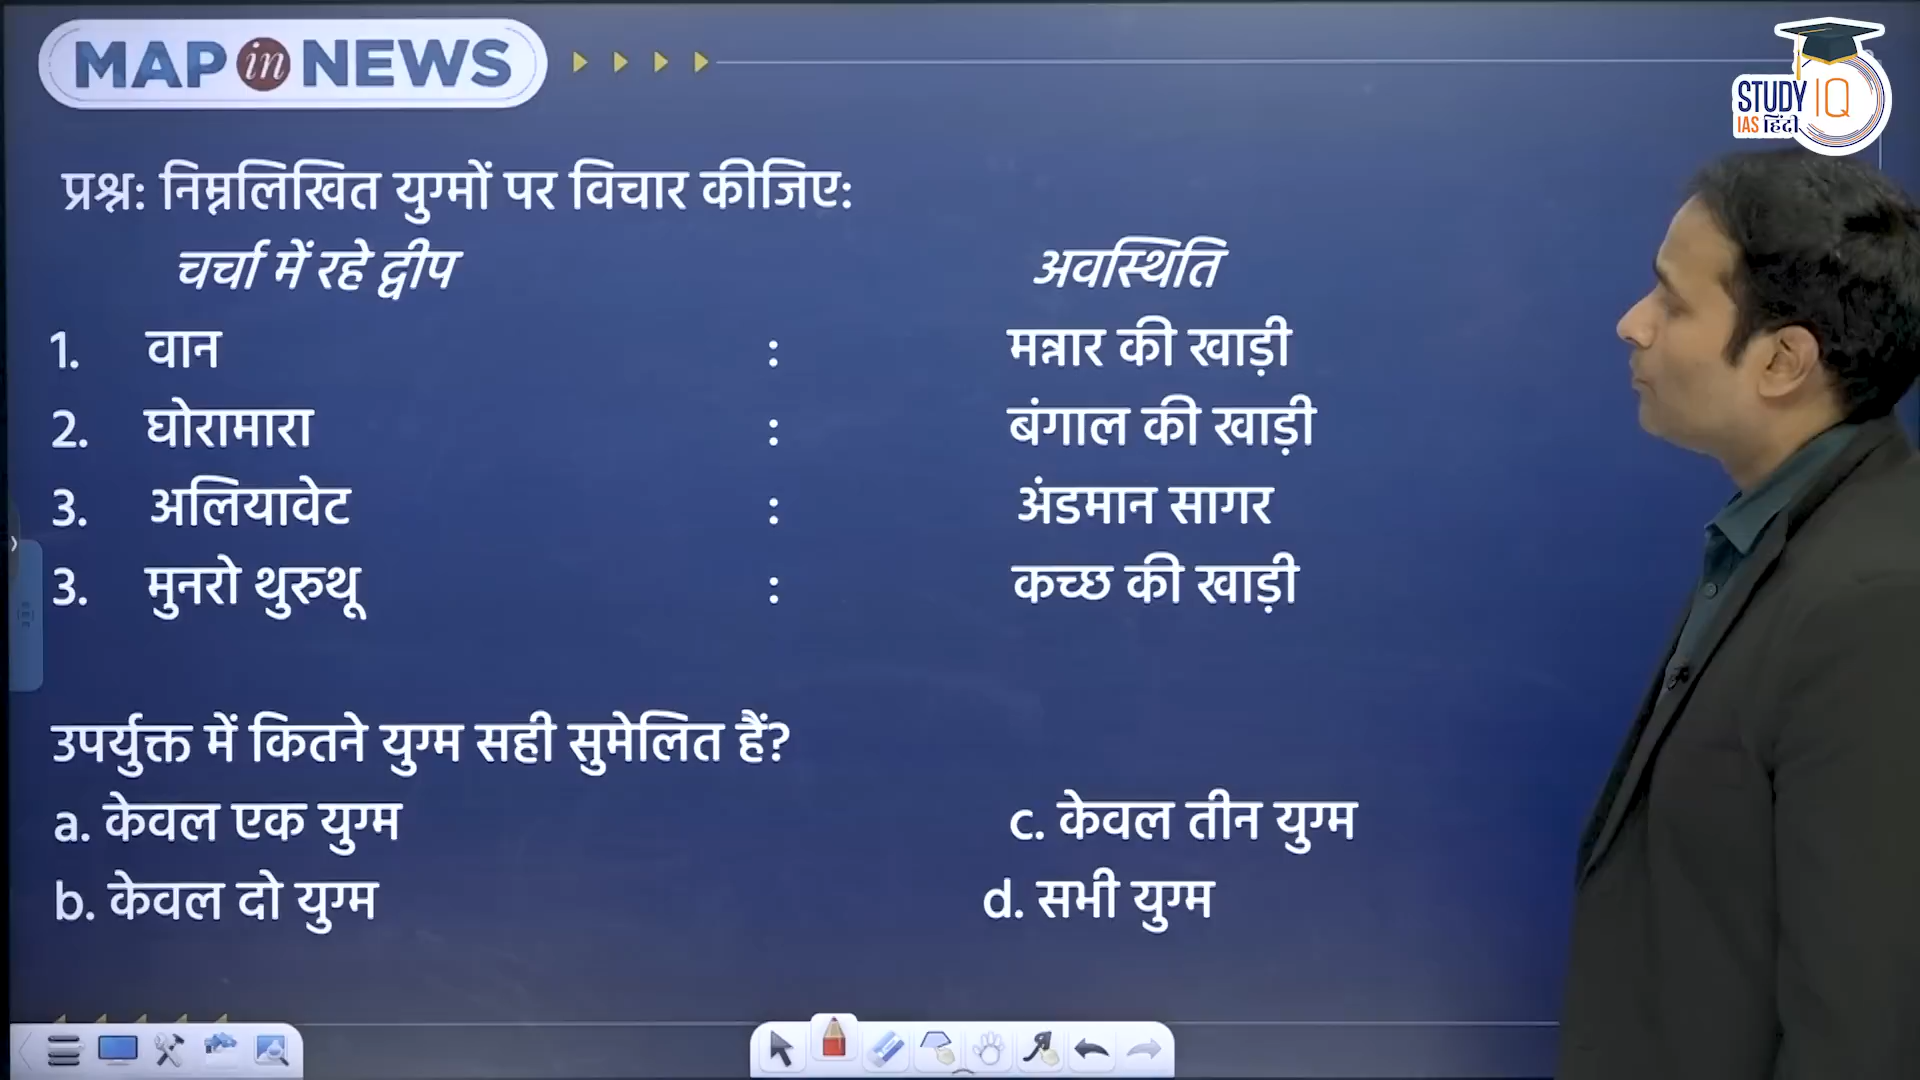 MAP in NEWS
STUDY IQ
IAS हिंदी
प्रश्न: निम्नलिखित युग्मों पर विचार कीजिए:
चर्चा में रहे द्वीप अवस्थिति
1. वान : मन्नार की खाड़ी
2. घोरामारा : बंगाल की खाड़ी
3. अलियावेट : अंडमान सागर
3. मुनरो थुरुथू : कच्छ की खाड़ी
उपर्युक्त में कितने युग्म सही सुमेलित हैं?
a. केवल एक युग्म c. केवल तीन युग्म
b. केवल दो युग्म d. सभी युग्म